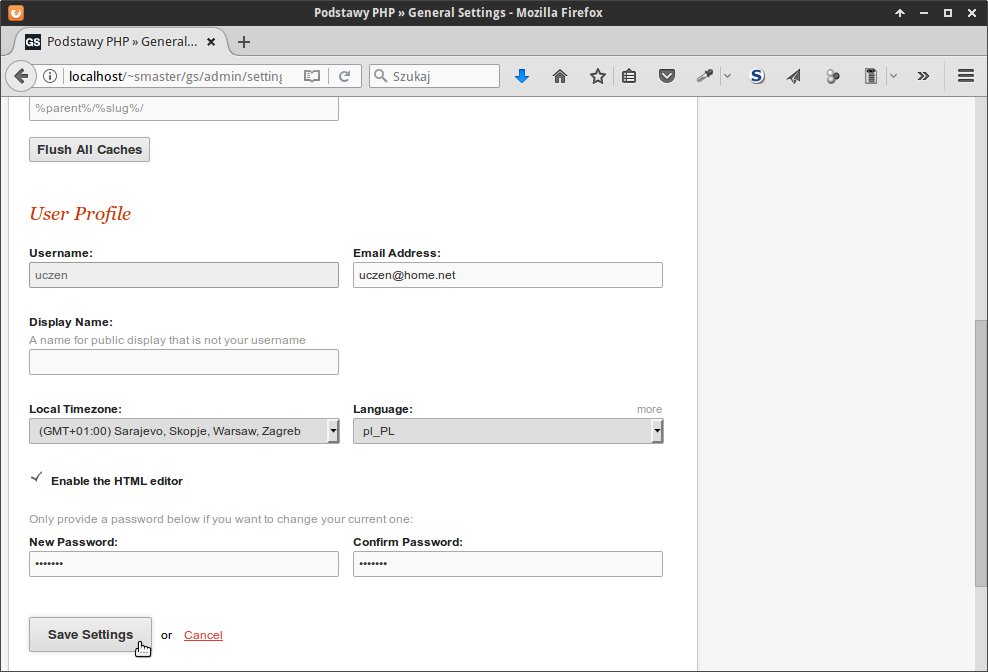 Podstawy PHP » General Settings - Mozilla Firefox
GS Podstawy PHP » General...
localhost/~smaster/gs/admin/setting
Szukaj
S
%parent%/%slug%/
Flush All Caches
User Profile
Username: Email Address:
uczen uczen@home.net
Display Name:
A name for public display that is not your username
Local Timezone: Language: more
(GMT+01:00) Sarajevo, Skopje, Warsaw, Zagreb pl_PL
Enable the HTML editor
Only provide a password below if you want to change your current one:
New Password: Confirm Password:
••••••• •••••••
Save Settings or Cancel